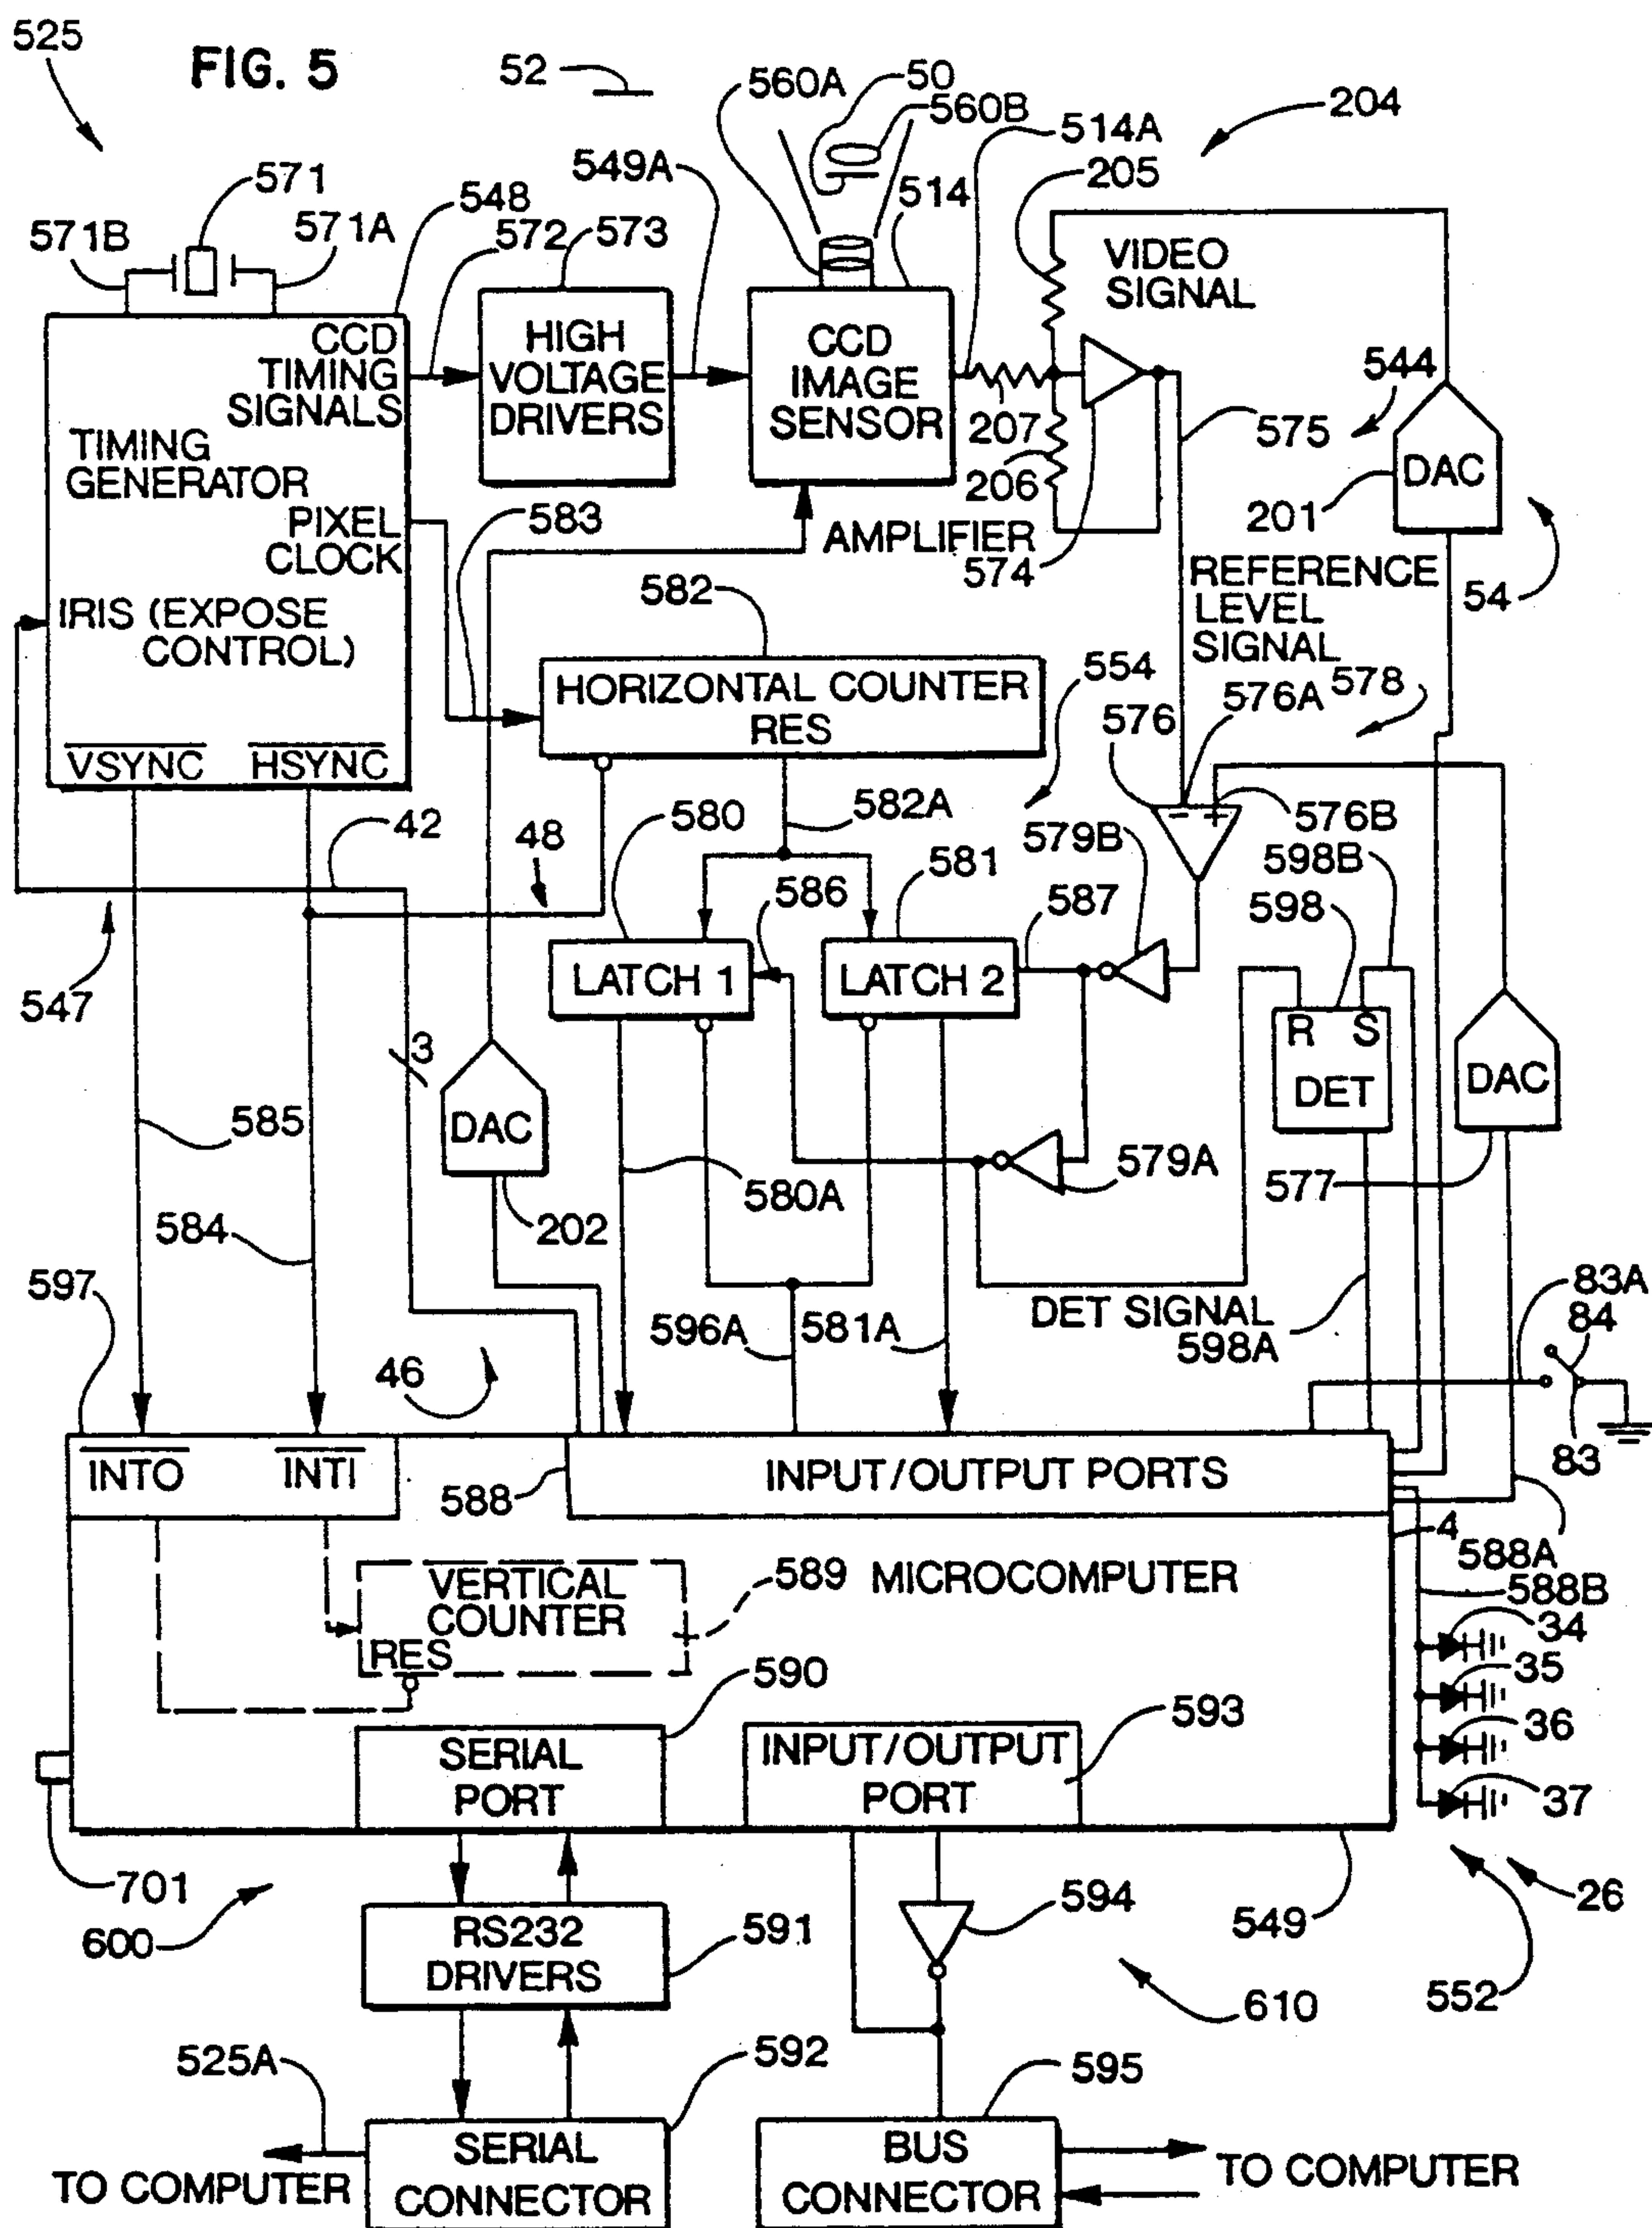 525
FIG. 5
52
560A
50
560B
204
514A
571
548
549A
514
205
571B
571A
572
573
VIDEO
SIGNAL
CCD
TIMING
SIGNALS
HIGH
VOLTAGE
DRIVERS
CCD
IMAGE
SENSOR
207
206
575
544
DAC
201
TIMING
GENERATOR
PIXEL
CLOCK
583
AMPLIFIER
574
54
REFERENCE
LEVEL
SIGNAL
IRIS (EXPOSE
CONTROL)
582
HORIZONTAL COUNTER
RES
554
576
576A
578
VSYNC
HSYNC
42
48
580
582A
579B
576B
598B
581
586
587
598
- +
547
LATCH 1
LATCH 2
R S
DET
DAC
3
DAC
585
580A
579A
577
584
202
597
596A
581A
DET SIGNAL
598A
83A
84
46
83
INTO
INTI
588
INPUT/OUTPUT PORTS
4
588A
588B
VERTICAL
COUNTER
RES
589
MICROCOMPUTER
34
35
36
37
590
593
SERIAL
PORT
INPUT/OUTPUT
PORT
701
600
594
549
26
RS232
DRIVERS
591
610
552
525A
592
595
SERIAL
CONNECTOR
BUS
CONNECTOR
TO COMPUTER
TO COMPUTER